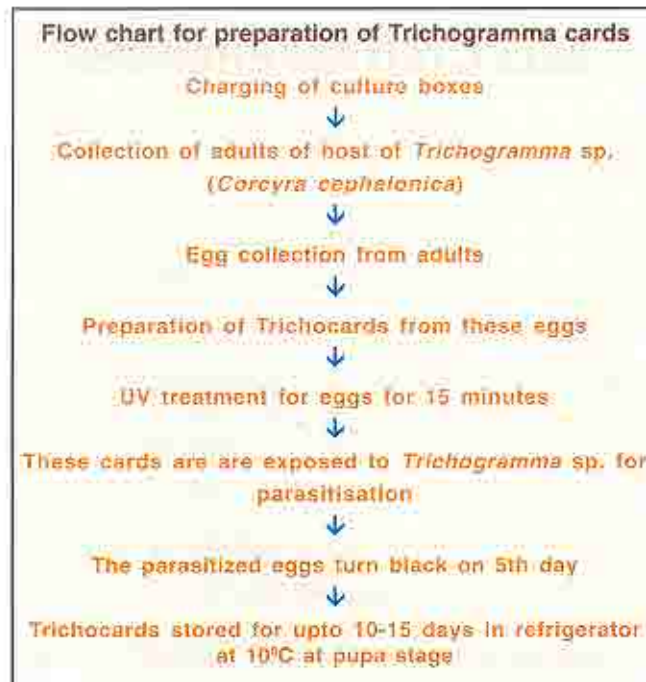 Flow chart for preparation of Trichogramma cards
Charging of culture boxes
Collection of adults of host of Trichogramma sp.
(Corcyra cephalonica)
Egg collection from adults
Preparation of Trichocards from these eggs
UV treatment for eggs for 15 minutes
These cards are are exposed to Trichogramma sp. for
parasitisation
The parasitized eggs turn black on 5th day
Trichocards stored for upto 10-15 days in refrigerator
at 10ºC at pupa stage